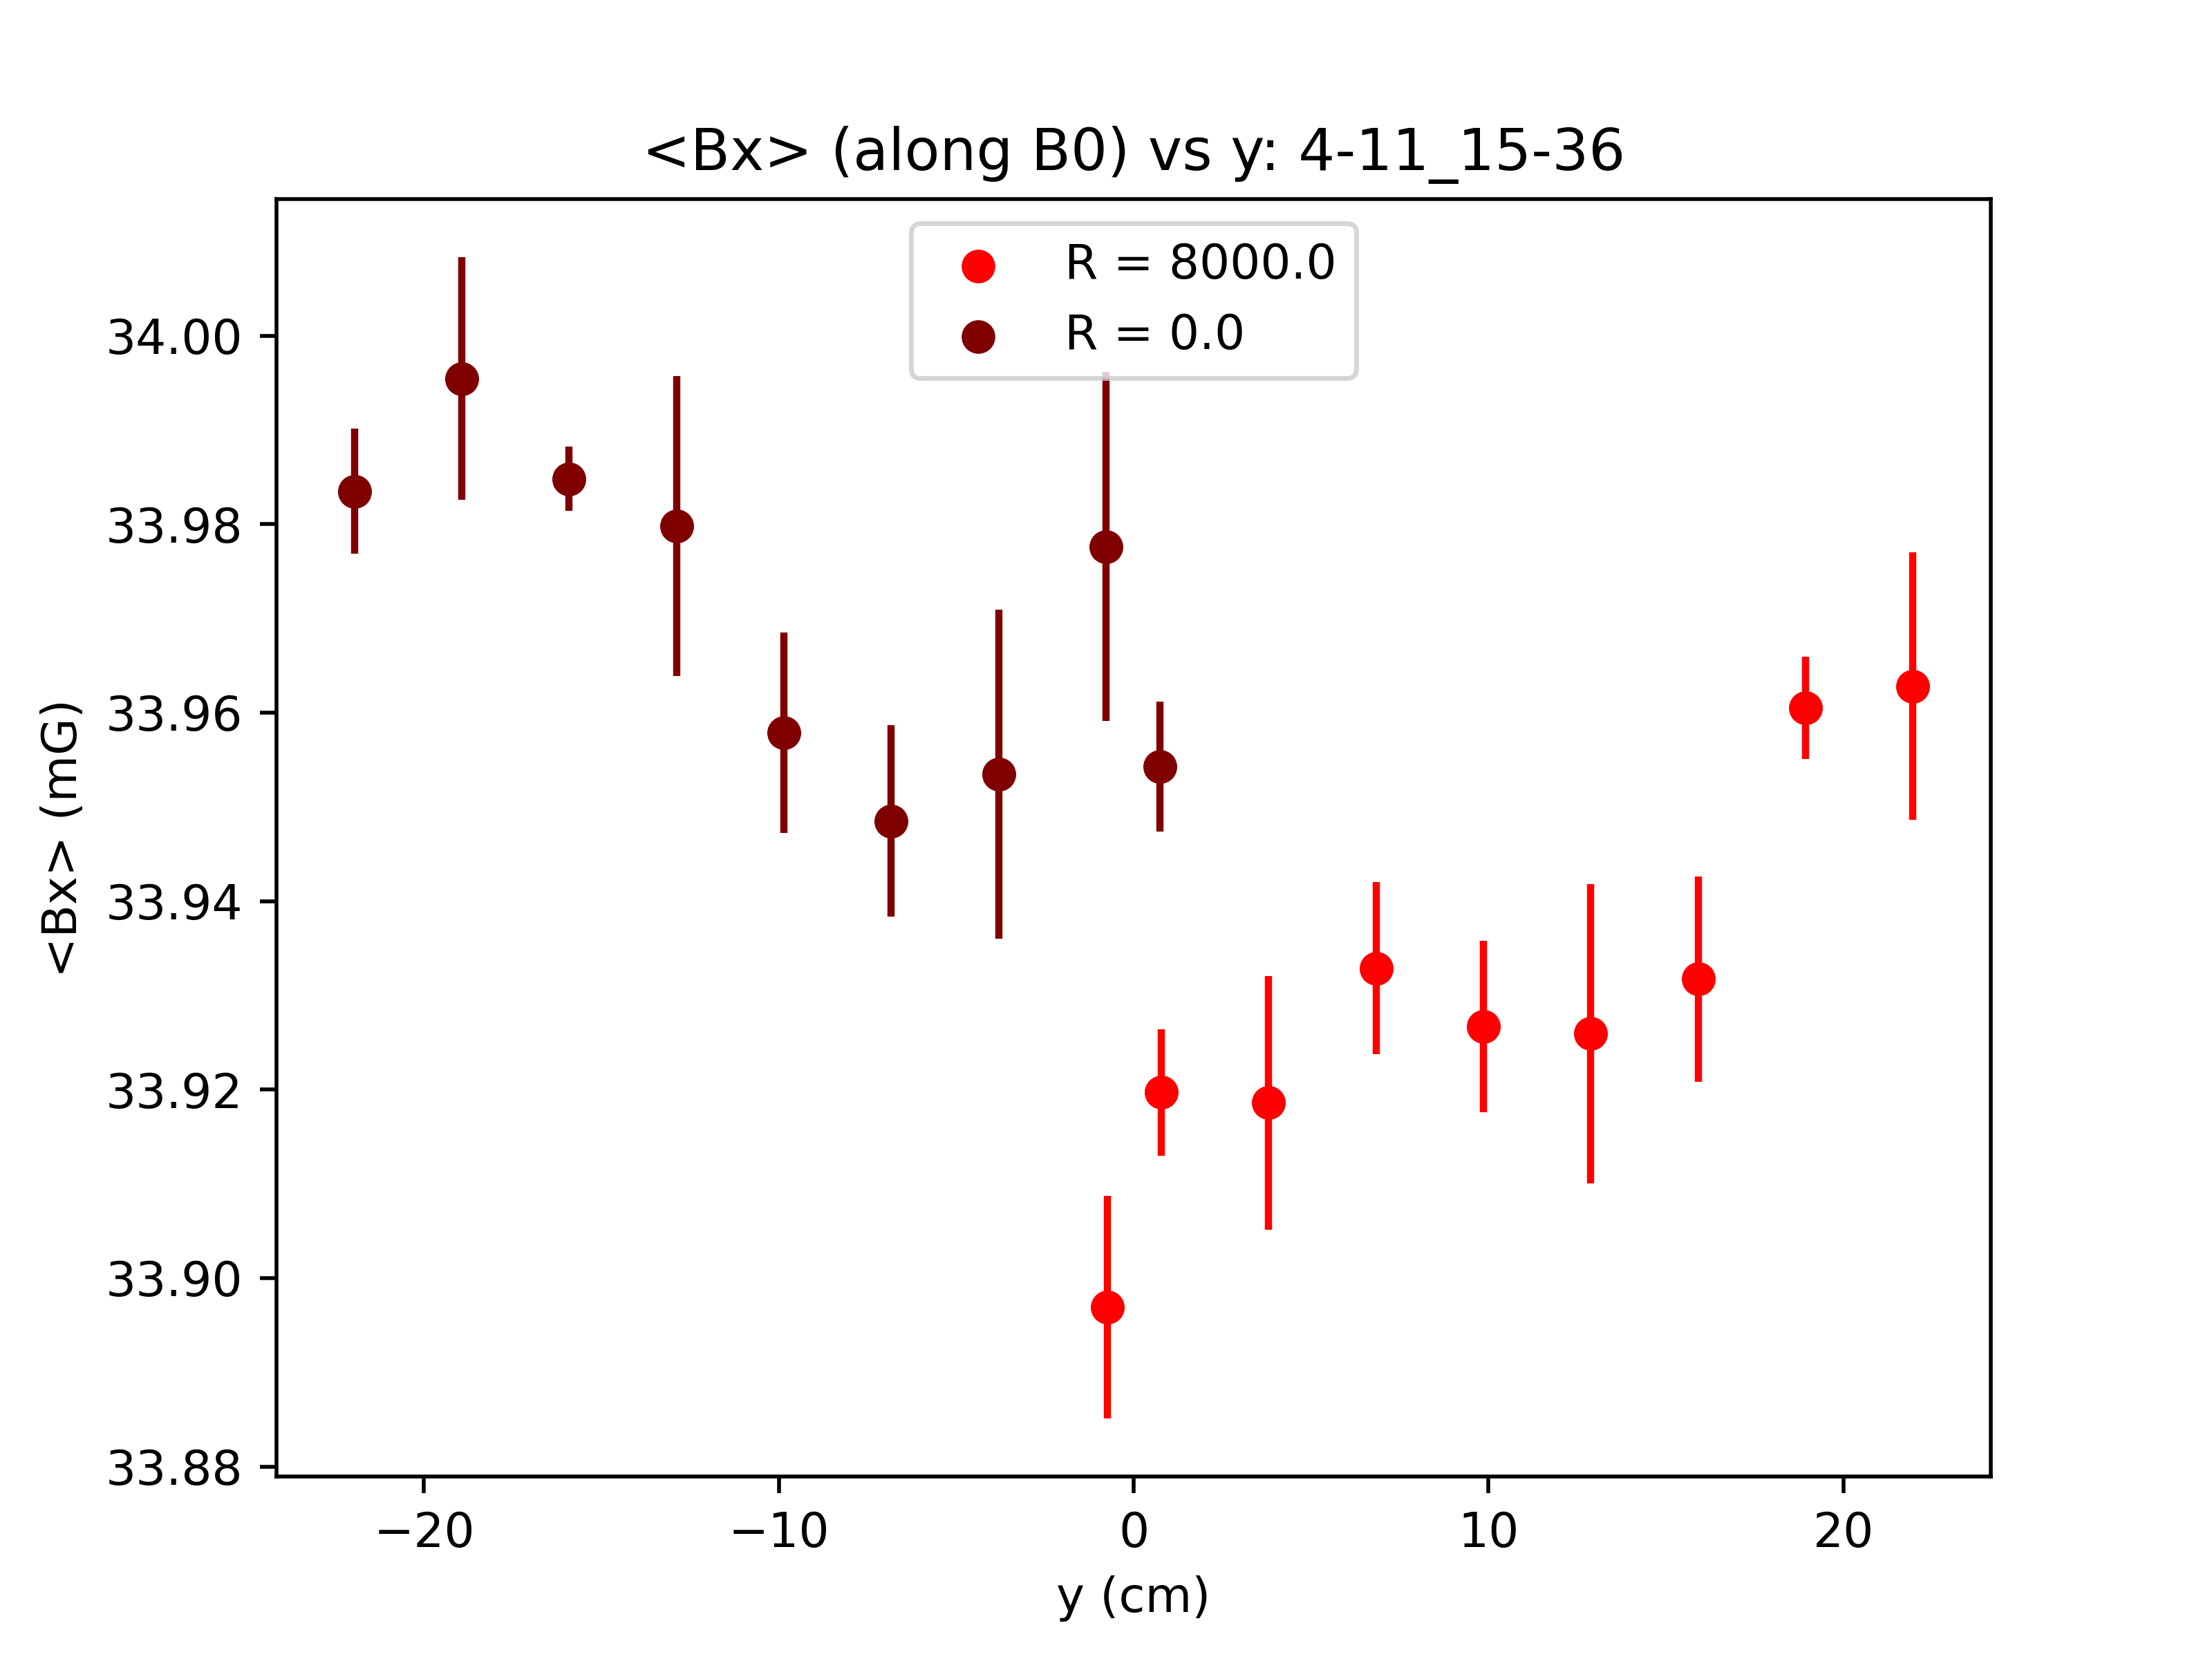 <Bx> (along B0) vs y: 4-11_15-36
R = 8000.0
R = 0.0
34.00
33.98
33.96
33.94
33.92
33.90
33.88
<Bx> (mG)
−20
−10
0
10
20
y (cm)